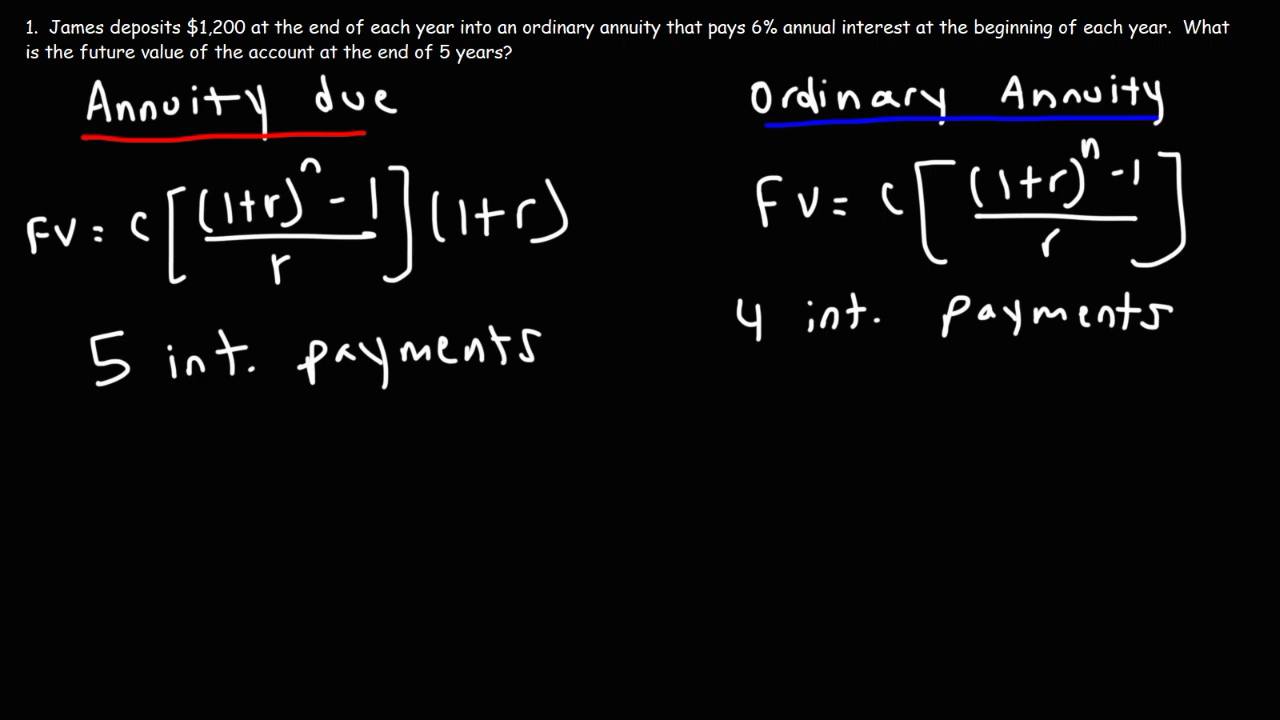 1. James deposits $1,200 at the end of each year into an ordinary annuity that pays 6% annual interest at the beginning of each year. What
is the future value of the account at the end of 5 years?
Annuity due
FV = C [((1+r)^n - 1)/r] (1+r)
5 int. payments
Ordinary Annuity
FV = C [((1+r)^n - 1)/r]
4 int. payments